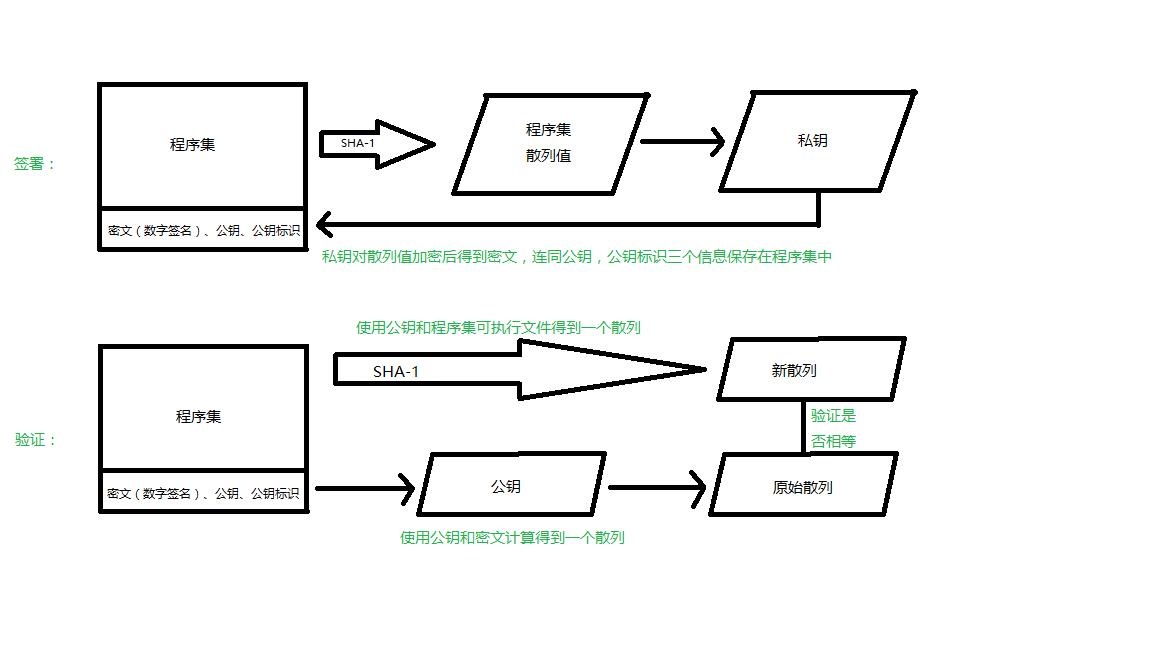 签署：
程序集
SHA-1
程序集
散列值
私钥
密文（数字签名）、公钥、公钥标识
私钥对散列值加密后得到密文，连同公钥，公钥标识三个信息保存在程序集中
使用公钥和程序集可执行文件得到一个散列
验证：
程序集
SHA-1
新散列
验证是
否相等
密文（数字签名）、公钥、公钥标识
公钥
原始散列
使用公钥和密文计算得到一个散列